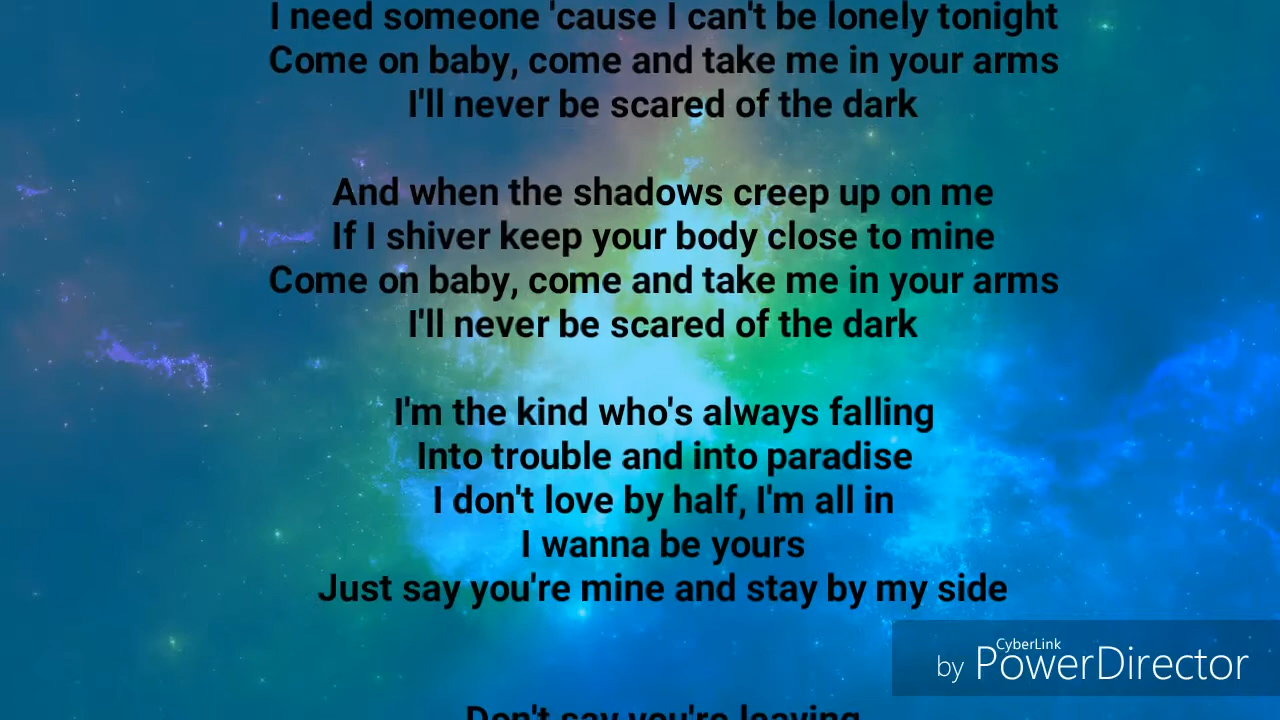 I need someone 'cause I can't be lonely tonight
Come on baby, come and take me in your arms
I'll never be scared of the dark
And when the shadows creep up on me
If I shiver keep your body close to mine
Come on baby, come and take me in your arms
I'll never be scared of the dark
I'm the kind who's always falling
Into trouble and into paradise
I don't love by half, I'm all in
I wanna be yours
Just say you're mine and stay by my side
Don't say you're leaving
CyberLink
by PowerDirector